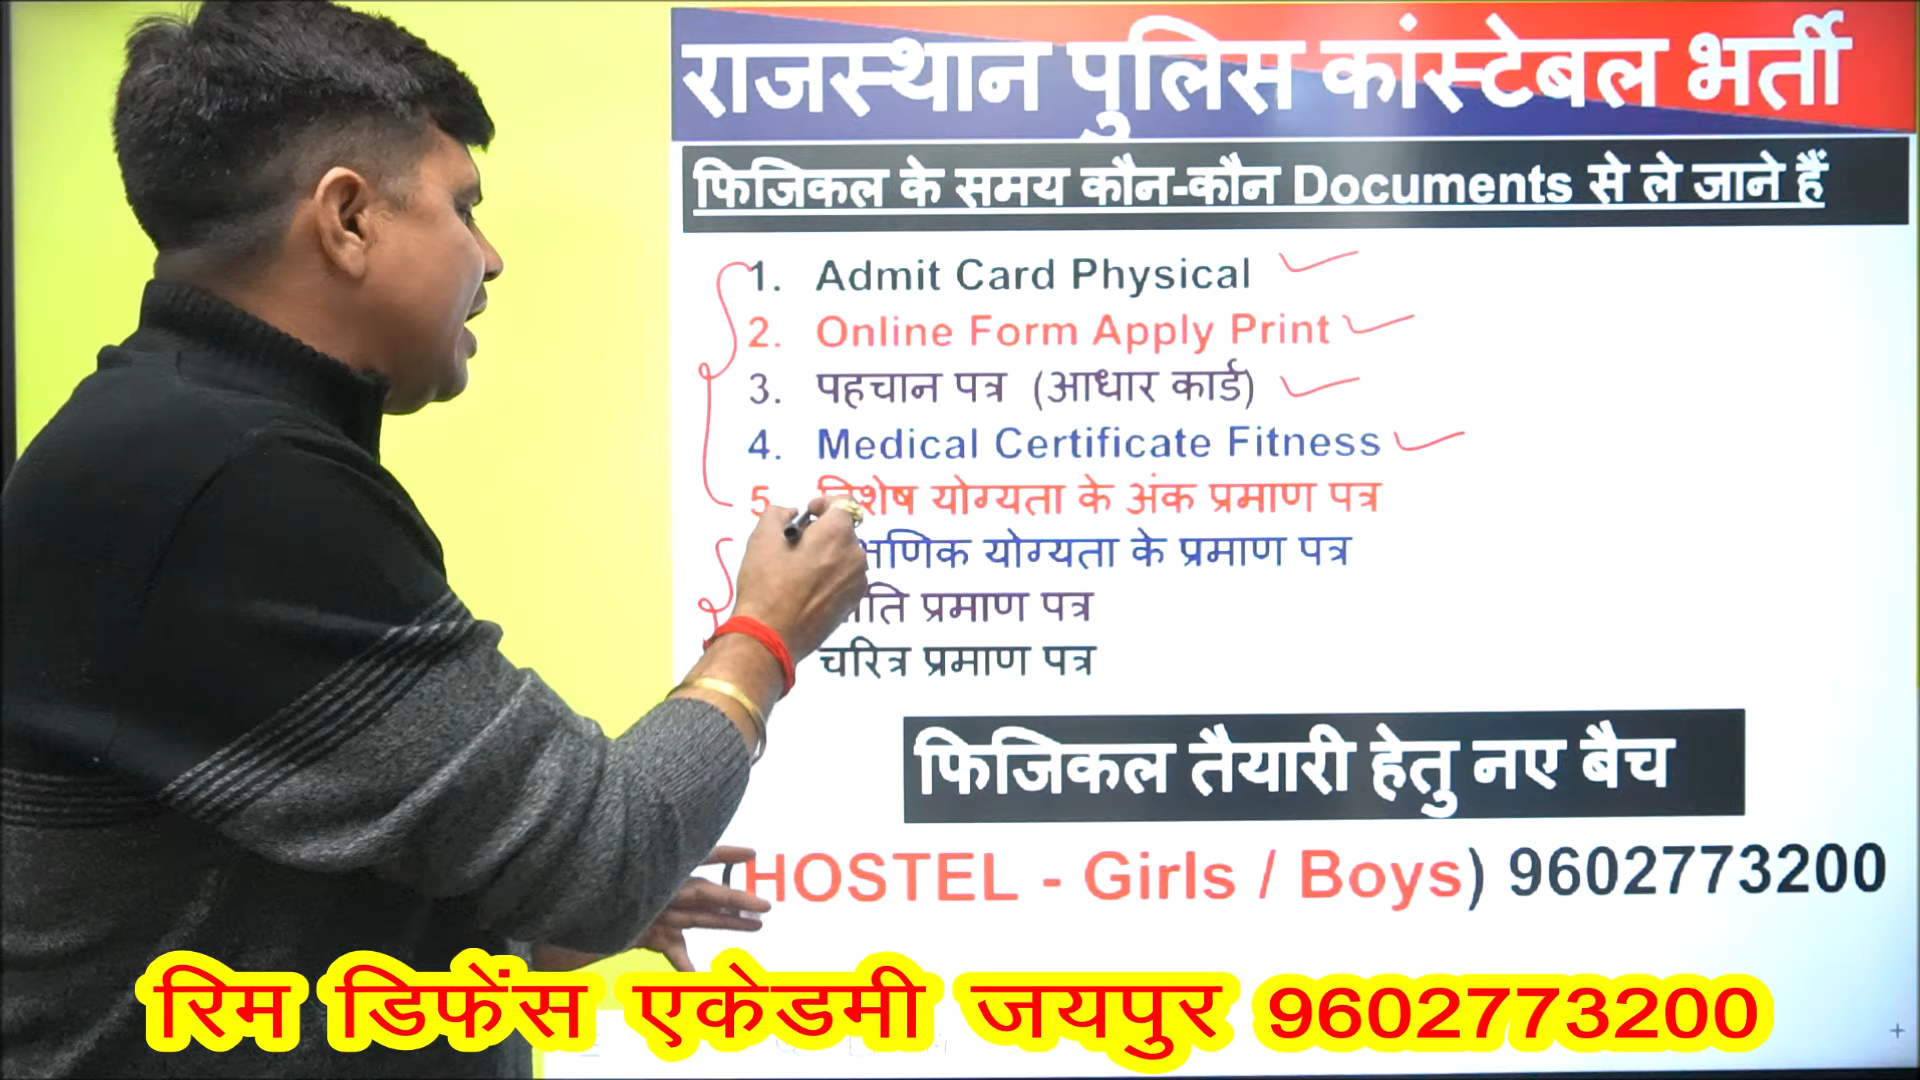 राजस्थान पुलिस कांस्टेबल भर्ती
फिजिकल के समय कौन-कौन Documents से ले जाने हैं
1. Admit Card Physical
2. Online Form Apply Print
3. पहचान पत्र (आधार कार्ड)
4. Medical Certificate Fitness
5. योग्यता के अंक प्रमाण पत्र
योग्यता के प्रमाण पत्र
प्रमाण पत्र
चरित्र प्रमाण पत्र
फिजिकल तैयारी हेतु नए बैच
(HOSTEL - Girls / Boys) 9602773200
रिम डिफेंस एकेडमी जयपुर 9602773200